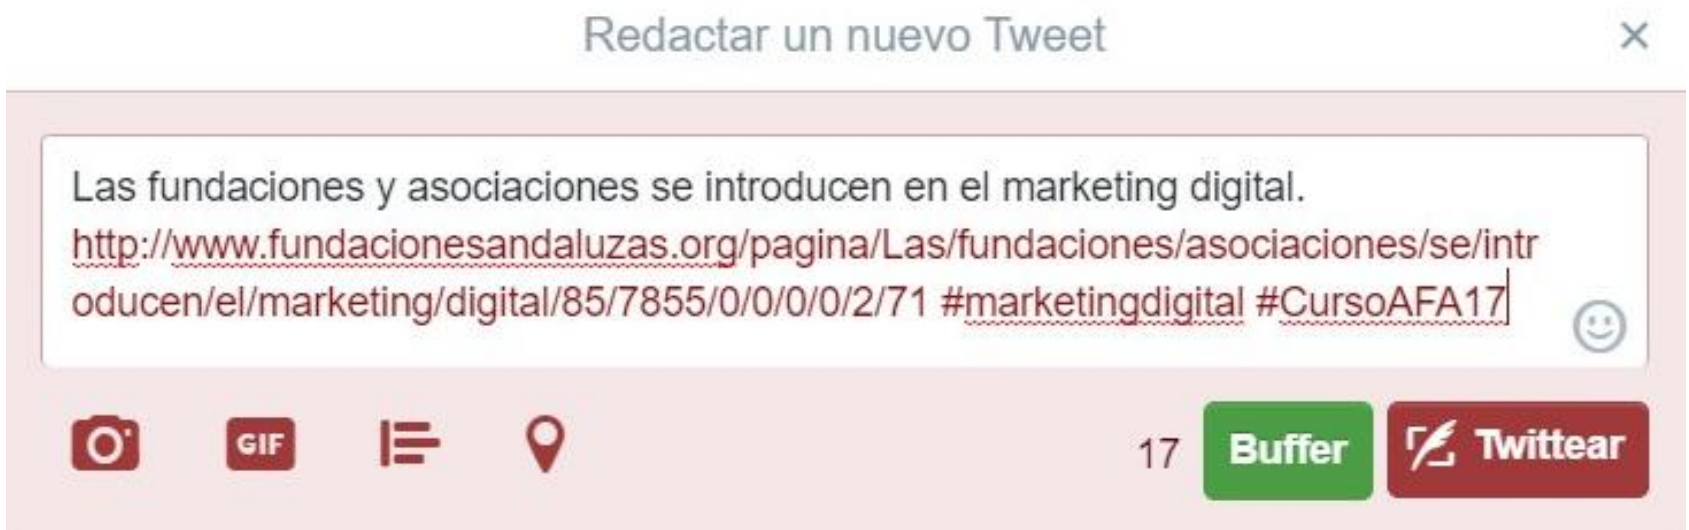 Redactar un nuevo Tweet
Las fundaciones y asociaciones se introducen en el marketing digital.
http://www.fundacionesandaluzas.org/pagina/Las/fundaciones/asociaciones/se/intr
oducen/el/marketing/digital/85/7855/0/0/0/0/2/71 #marketingdigital #CursoAFA17
GIF 17 Buffer Twittear